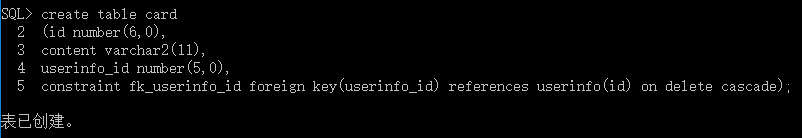 SQL> create table card
2 (id number(6,0),
3 content varchar2(11),
4 userinfo_id number(5,0),
5 constraint fk_userinfo_id foreign key(userinfo_id) references userinfo(id) on delete cascade);
表已创建。